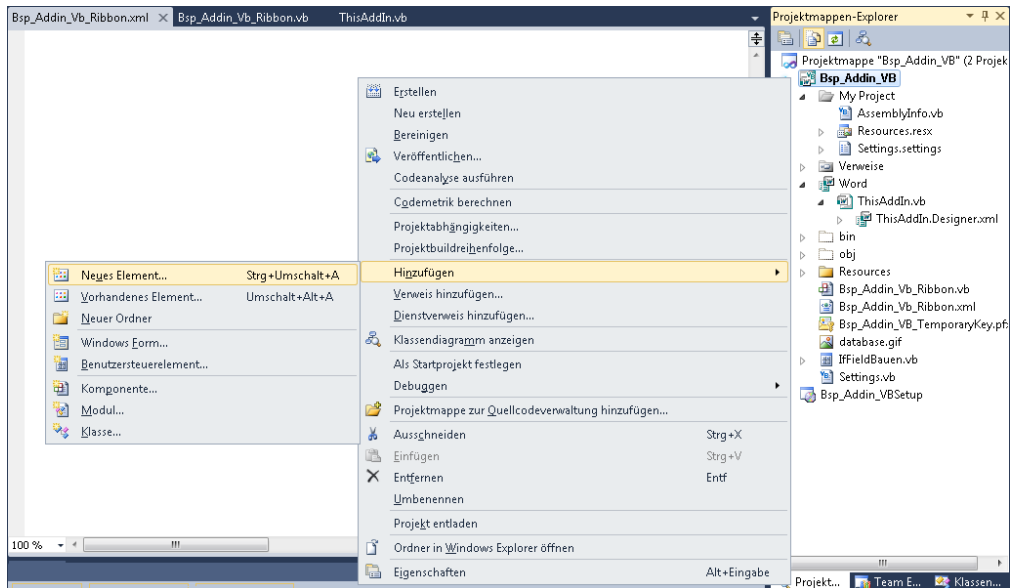 Bsp_Addin_Vb_Ribbon.xml
Bsp_Addin_Vb_Ribbon.vb
ThisAddIn.vb
Erstellen
Neu erstellen
Bereinigen
Veröffentlichen...
Codeanalyse ausführen
Codemetrik berechnen
Projektabhängigkeiten...
Projektbuildreihenfolge...
Hinzufügen
Verweis hinzufügen...
Dienstverweis hinzufügen...
Klassendiagramm anzeigen
Als Startprojekt festlegen
Debuggen
Projektmappe zur Quellcodeverwaltung hinzufügen...
Ausschneiden Strg+X
Einfügen Strg+V
Entfernen Entf
Umbenennen
Projekt entladen
Ordner in Windows Explorer öffnen
Eigenschaften Alt+Eingabe
Neues Element... Strg+Umschalt+A
Vorhandenes Element... Umschalt+Alt+A
Neuer Ordner
Windows Form...
Benutzersteuerelement...
Komponente...
Modul...
Klasse...
100 %
Projektmappen-Explorer
Projektmappe "Bsp_Addin_VB" (2 Projek
Bsp_Addin_VB
My Project
AssemblyInfo.vb
Resources.resx
Settings.settings
Verweise
Word
ThisAddIn.vb
ThisAddIn.Designer.xml
bin
obj
Resources
Bsp_Addin_Vb_Ribbon.vb
Bsp_Addin_Vb_Ribbon.xml
Bsp_Addin_VB_TemporaryKey.pf
database.gif
IfFieldBauen.vb
Settings.vb
Bsp_Addin_VBSetup
Projekt...
Team E...
Klassen...